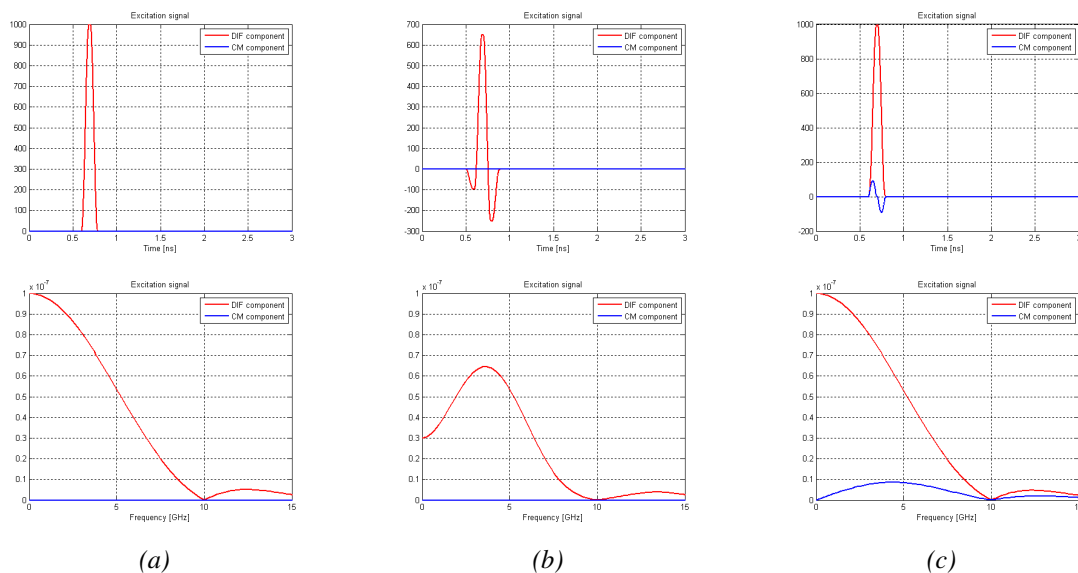 Excitation signal
1000
900
800
700
600
500
400
300
200
100
0
0 0.5 1 1.5 2 2.5 3
Time [ns]
DIF component
CM component
Excitation signal
700
600
500
400
300
200
100
0
-100
-200
-300
0 0.5 1 1.5 2 2.5 3
Time [ns]
DIF component
CM component
Excitation signal
1000
800
600
400
200
0
-200
0 0.5 1 1.5 2 2.5 3
Time [ns]
DIF component
CM component
x 10⁻⁷
Excitation signal
1
0.9
0.8
0.7
0.6
0.5
0.4
0.3
0.2
0.1
0
0 5 10 15
Frequency [GHz]
DIF component
CM component
x 10⁻⁷
Excitation signal
1
0.9
0.8
0.7
0.6
0.5
0.4
0.3
0.2
0.1
0
0 5 10 15
Frequency [GHz]
DIF component
CM component
x 10⁻⁷
Excitation signal
1
0.9
0.8
0.7
0.6
0.5
0.4
0.3
0.2
0.1
0
0 5 10 15
Frequency [GHz]
DIF component
CM component
(a) (b) (c)